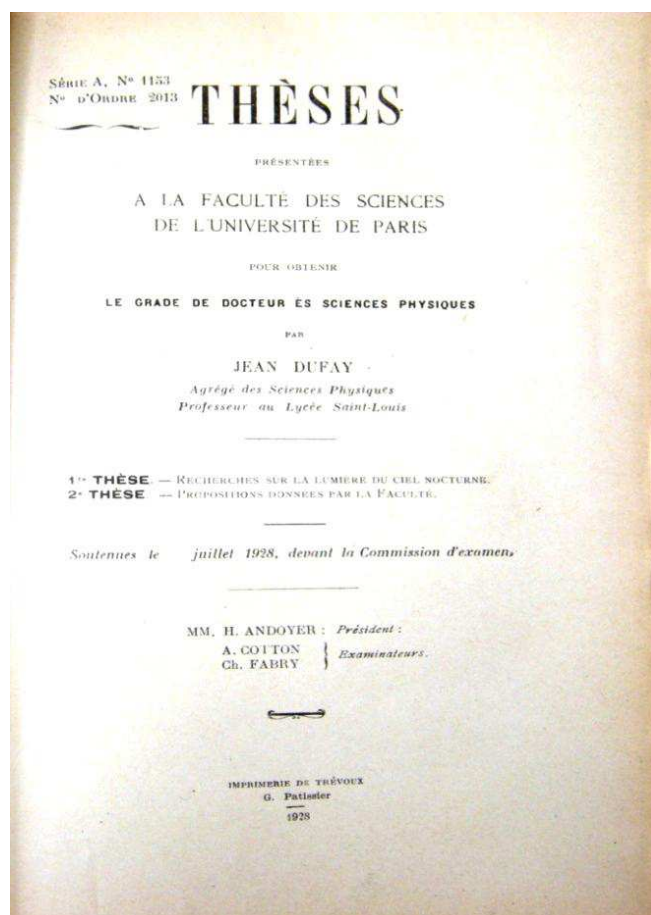 SÉRIE A, N° 1153
N° D'ORDRE 2013
THÈSES
PRÉSENTÉES
A LA FACULTÉ DES SCIENCES
DE L'UNIVERSITÉ DE PARIS
POUR OBTENIR
LE GRADE DE DOCTEUR ÈS SCIENCES PHYSIQUES
PAR
JEAN DUFAY
Agrégé des Sciences Physiques
Professeur au Lycée Saint-Louis
1re THÈSE. — RECHERCHES SUR LA LUMIÈRE DU CIEL NOCTURNE.
2e THÈSE — PROPOSITIONS DONNÉES PAR LA FACULTÉ.
Soutenues le juillet 1928, devant la Commission d'examen.
MM. H. ANDOYER : Président :
A. COTTON
Ch. FABRY } Examinateurs.
IMPRIMERIE DE TRÉVOUX
G. Patissier
1928